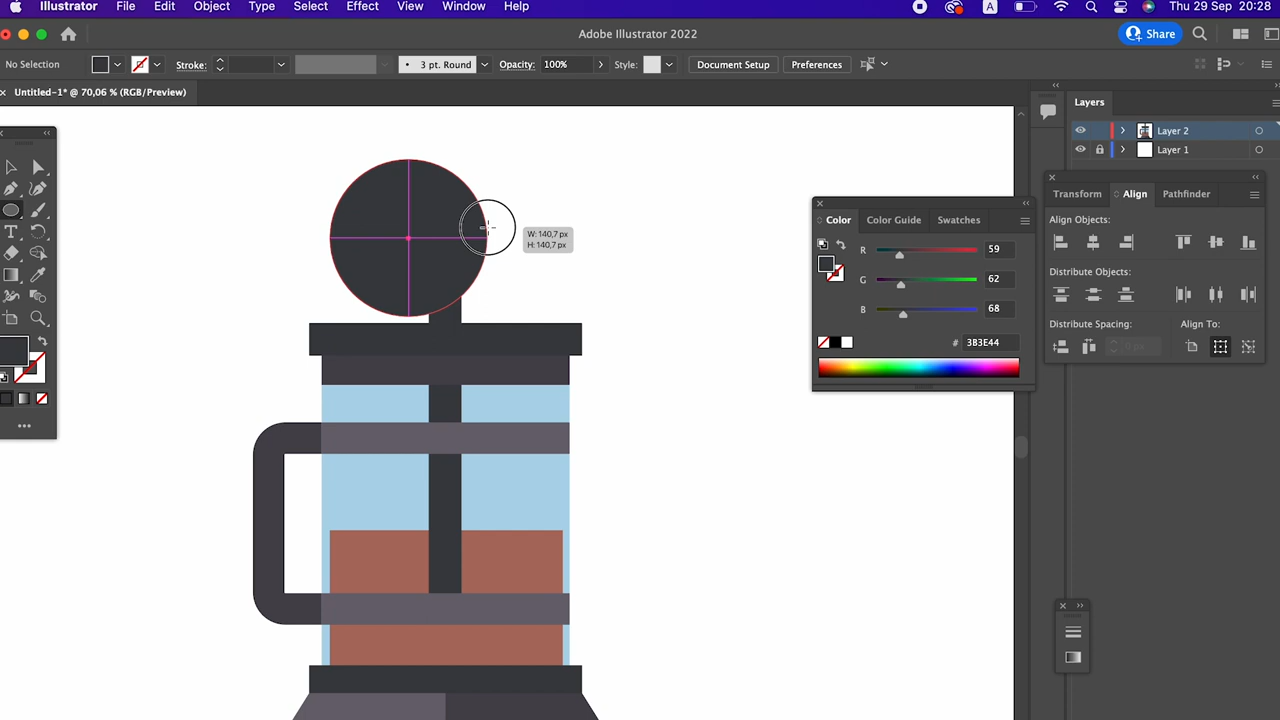 Illustrator File Edit Object Type Select Effect View Window Help A Thu 29 Sep 20:28
Adobe Illustrator 2022 Share
No Selection Stroke: 3 pt. Round Opacity: 100% Style: Document Setup Preferences
Untitled-1* @ 70,06 % (RGB/Preview)
Layers
Layer 2
Layer 1
Transform Align Pathfinder
Align Objects:
Distribute Objects:
Distribute Spacing: Align To:
0 px
Color Color Guide Swatches
R 59
G 62
B 68
# 3B3E44
W: 140,7 px
H: 140,7 px